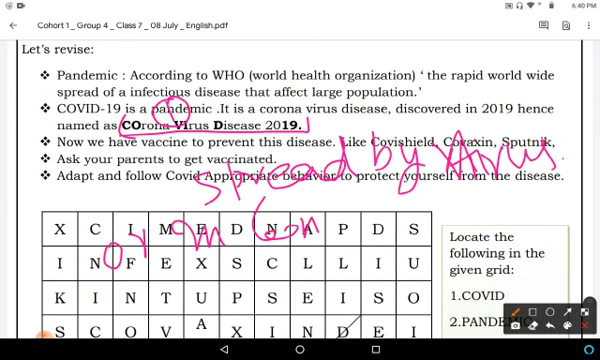 6:40 PM
Cohort 1 _ Group 4 _ Class 7 _ 08 July _ English.pdf
Let's revise:
❖ Pandemic : According to WHO (world health organization) ' the rapid world wide
spread of a infectious disease that affect large population.'
❖ COVID-19 is a pandemic .It is a corona virus disease, discovered in 2019 hence
named as COrona VIrus Disease 2019.
❖ Now we have vaccine to prevent this disease. Like Covishield, Covaxin, Sputnik,
❖ Ask your parents to get vaccinated.
❖ Adapt and follow Covid Appropriate behavior to protect yourself from the disease.
spread by
X C I M E D N A P D S
I N F E X S C L L I U
K I N T U P S E I S O
S C O V A X I N D E I
Locate the
following in the
given grid:
1.COVID
2.PANDEMIC